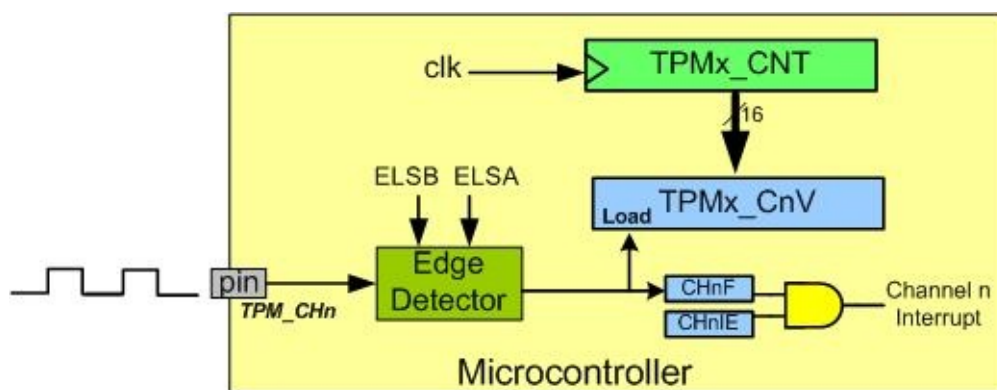 TPMx_CNT
clk
16
ELSB ELSA
TPMx_CnV
Load
Edge
Detector
pin
TPM_CHn
CHnF
CHnIE
Channel n
Interrupt
Microcontroller